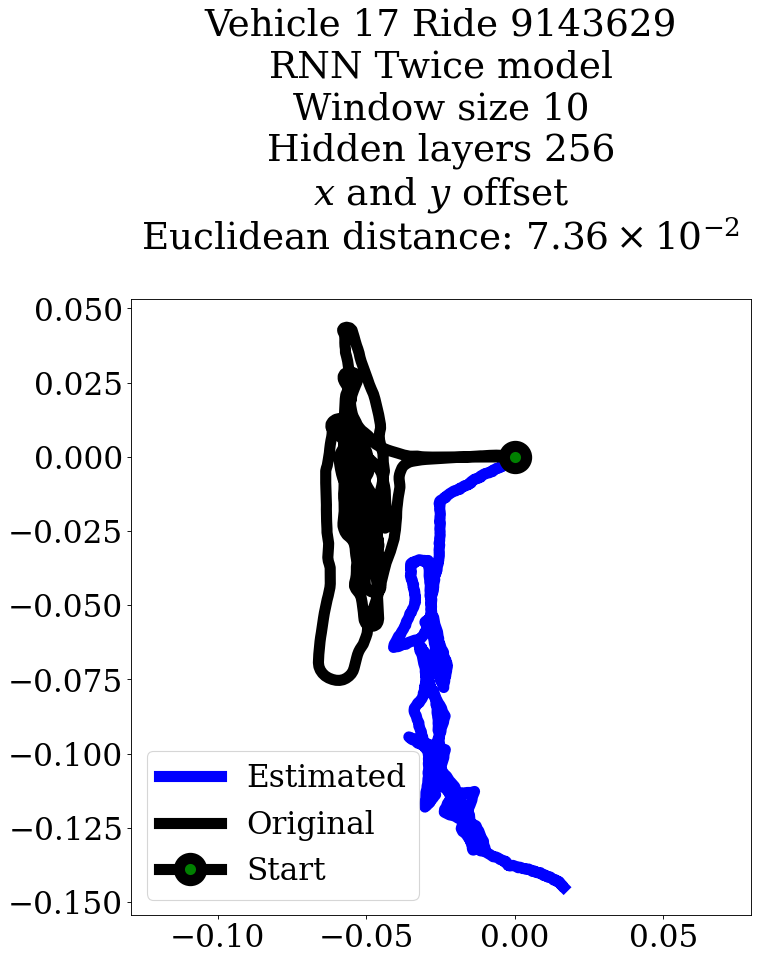 Vehicle 17 Ride 9143629
RNN Twice model
Window size 10
Hidden layers 256
x and y offset
Euclidean distance: 7.36 × 10⁻²
0.050
0.025
0.000
−0.025
−0.050
−0.075
−0.100
−0.125
−0.150
Estimated
Original
Start
−0.10
−0.05
0.00
0.05